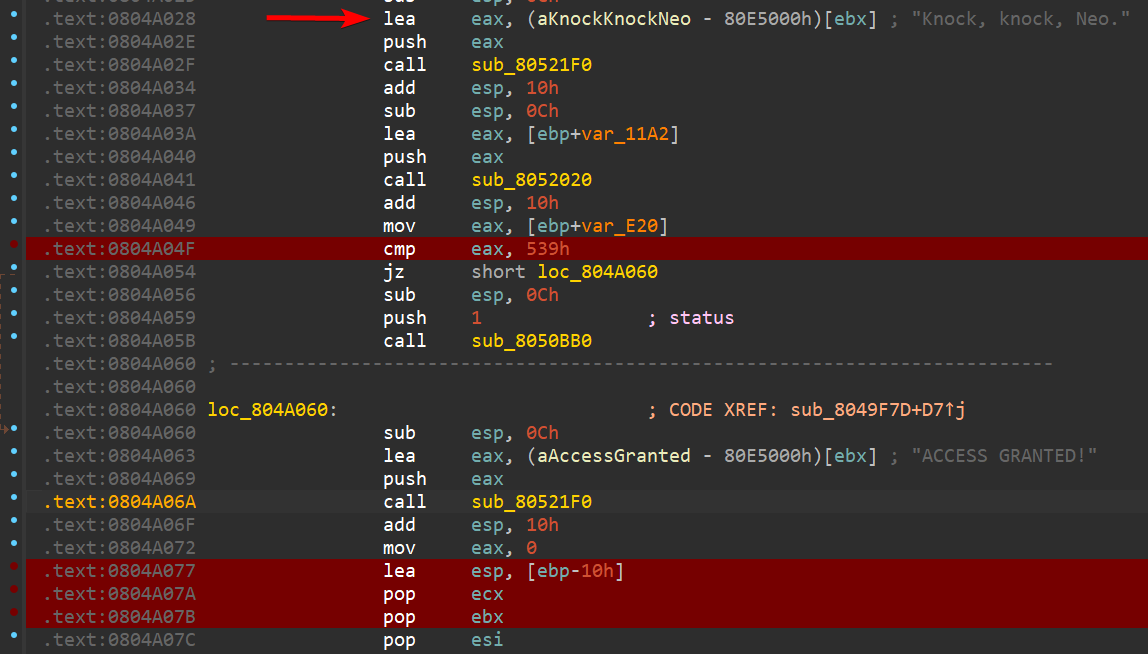 .text:0804A028 lea eax, (aKnockKnockNeo - 80E5000h)[ebx] ; "Knock, knock, Neo."
.text:0804A02E push eax
.text:0804A02F call sub_80521F0
.text:0804A034 add esp, 10h
.text:0804A037 sub esp, 0Ch
.text:0804A03A lea eax, [ebp+var_11A2]
.text:0804A040 push eax
.text:0804A041 call sub_8052020
.text:0804A046 add esp, 10h
.text:0804A049 mov eax, [ebp+var_E20]
.text:0804A04F cmp eax, 539h
.text:0804A054 jz short loc_804A060
.text:0804A056 sub esp, 0Ch
.text:0804A059 push 1 ; status
.text:0804A05B call sub_8050BB0
.text:0804A060 ; ---------------------------------------------------------------------------
.text:0804A060
.text:0804A060 loc_804A060: ; CODE XREF: sub_8049F7D+D7↑j
.text:0804A060 sub esp, 0Ch
.text:0804A063 lea eax, (aAccessGranted - 80E5000h)[ebx] ; "ACCESS GRANTED!"
.text:0804A069 push eax
.text:0804A06A call sub_80521F0
.text:0804A06F add esp, 10h
.text:0804A072 mov eax, 0
.text:0804A077 lea esp, [ebp-10h]
.text:0804A07A pop ecx
.text:0804A07B pop ebx
.text:0804A07C pop esi